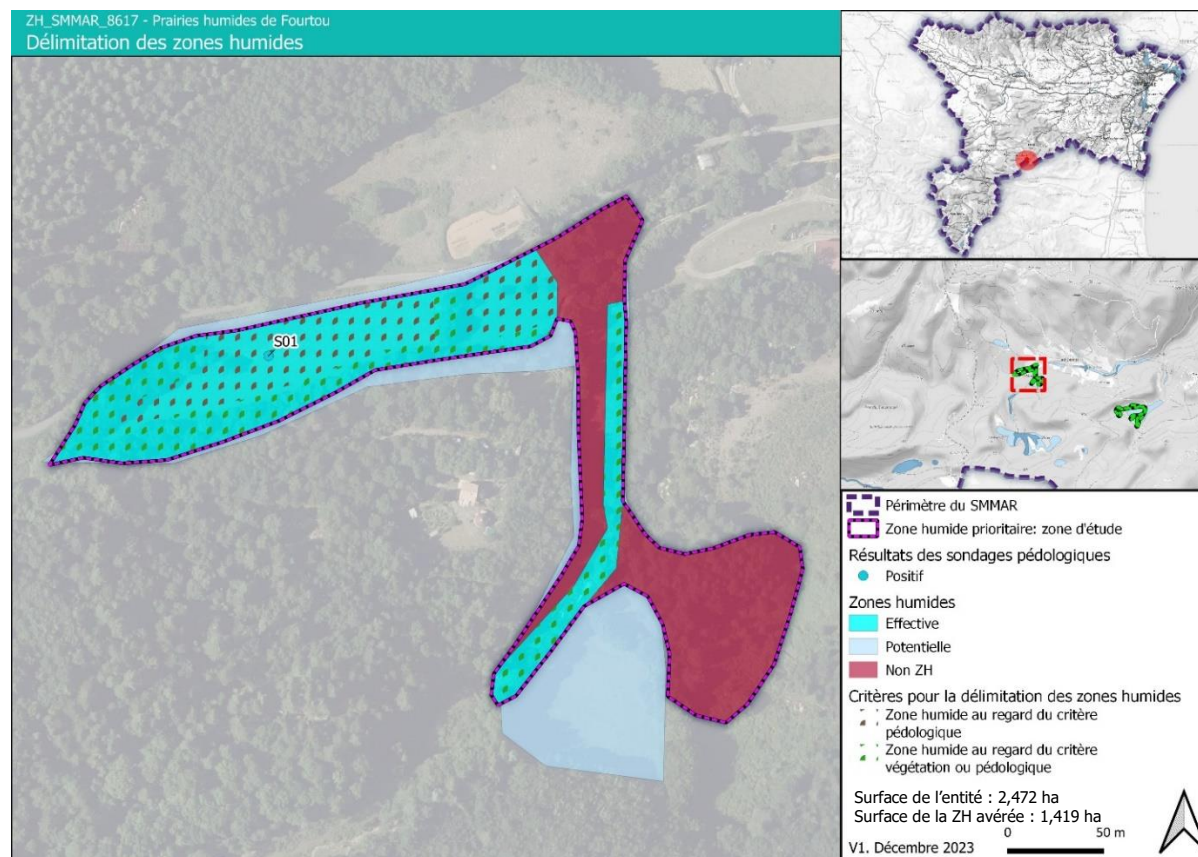 ZH_SMMAR_8617 - Prairies humides de Fourtou
Délimitation des zones humides
S01
Périmètre du SMMAR
Zone humide prioritaire: zone d'étude
Résultats des sondages pédologiques
Positif
Zones humides
Effective
Potentielle
Non ZH
Critères pour la délimitation des zones humides
Zone humide au regard du critère
pédologique
Zone humide au regard du critère
végétation ou pédologique
Surface de l'entité : 2,472 ha
Surface de la ZH avérée : 1,419 ha
0 50 m
V1. Décembre 2023